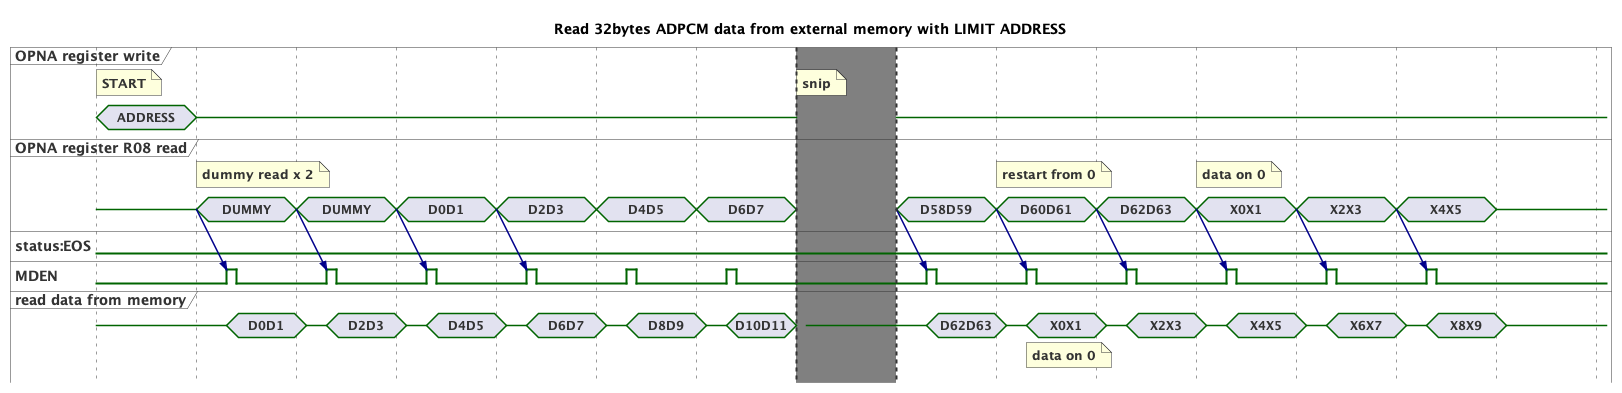 Read 32bytes ADPCM data from external memory with LIMIT ADDRESS
OPNA register write
START
snip
ADDRESS
OPNA register R08 read
dummy read x 2
restart from 0
data on 0
DUMMY DUMMY D0D1 D2D3 D4D5 D6D7 D58D59 D60D61 D62D63 X0X1 X2X3 X4X5
status:EOS
MDEN
read data from memory
D0D1 D2D3 D4D5 D6D7 D8D9 D10D11 D62D63 X0X1 X2X3 X4X5 X6X7 X8X9
data on 0